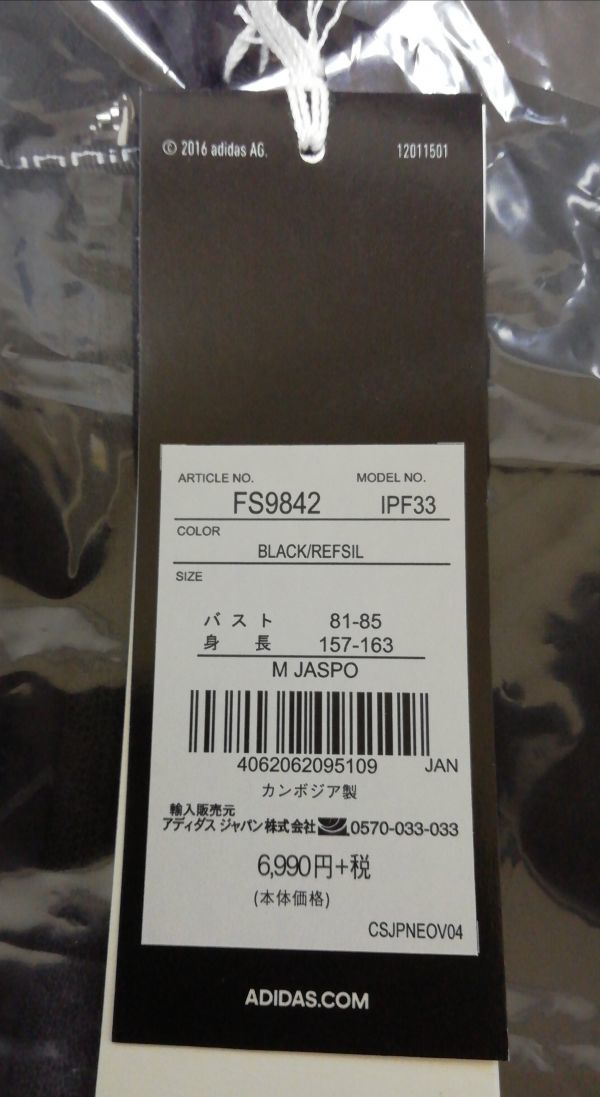 © 2016 adidas AG. 12011501
ARTICLE NO. MODEL NO.
FS9842 IPF33
COLOR
BLACK/REFSIL
SIZE
バスト 81-85
身長 157-163
M JASPO
4062062095109 JAN
カンボジア製
輸入販売元
アディダス ジャパン株式会社 0570-033-033
6,990円+税
(本体価格)
CSJPNEOV04
ADIDAS.COM